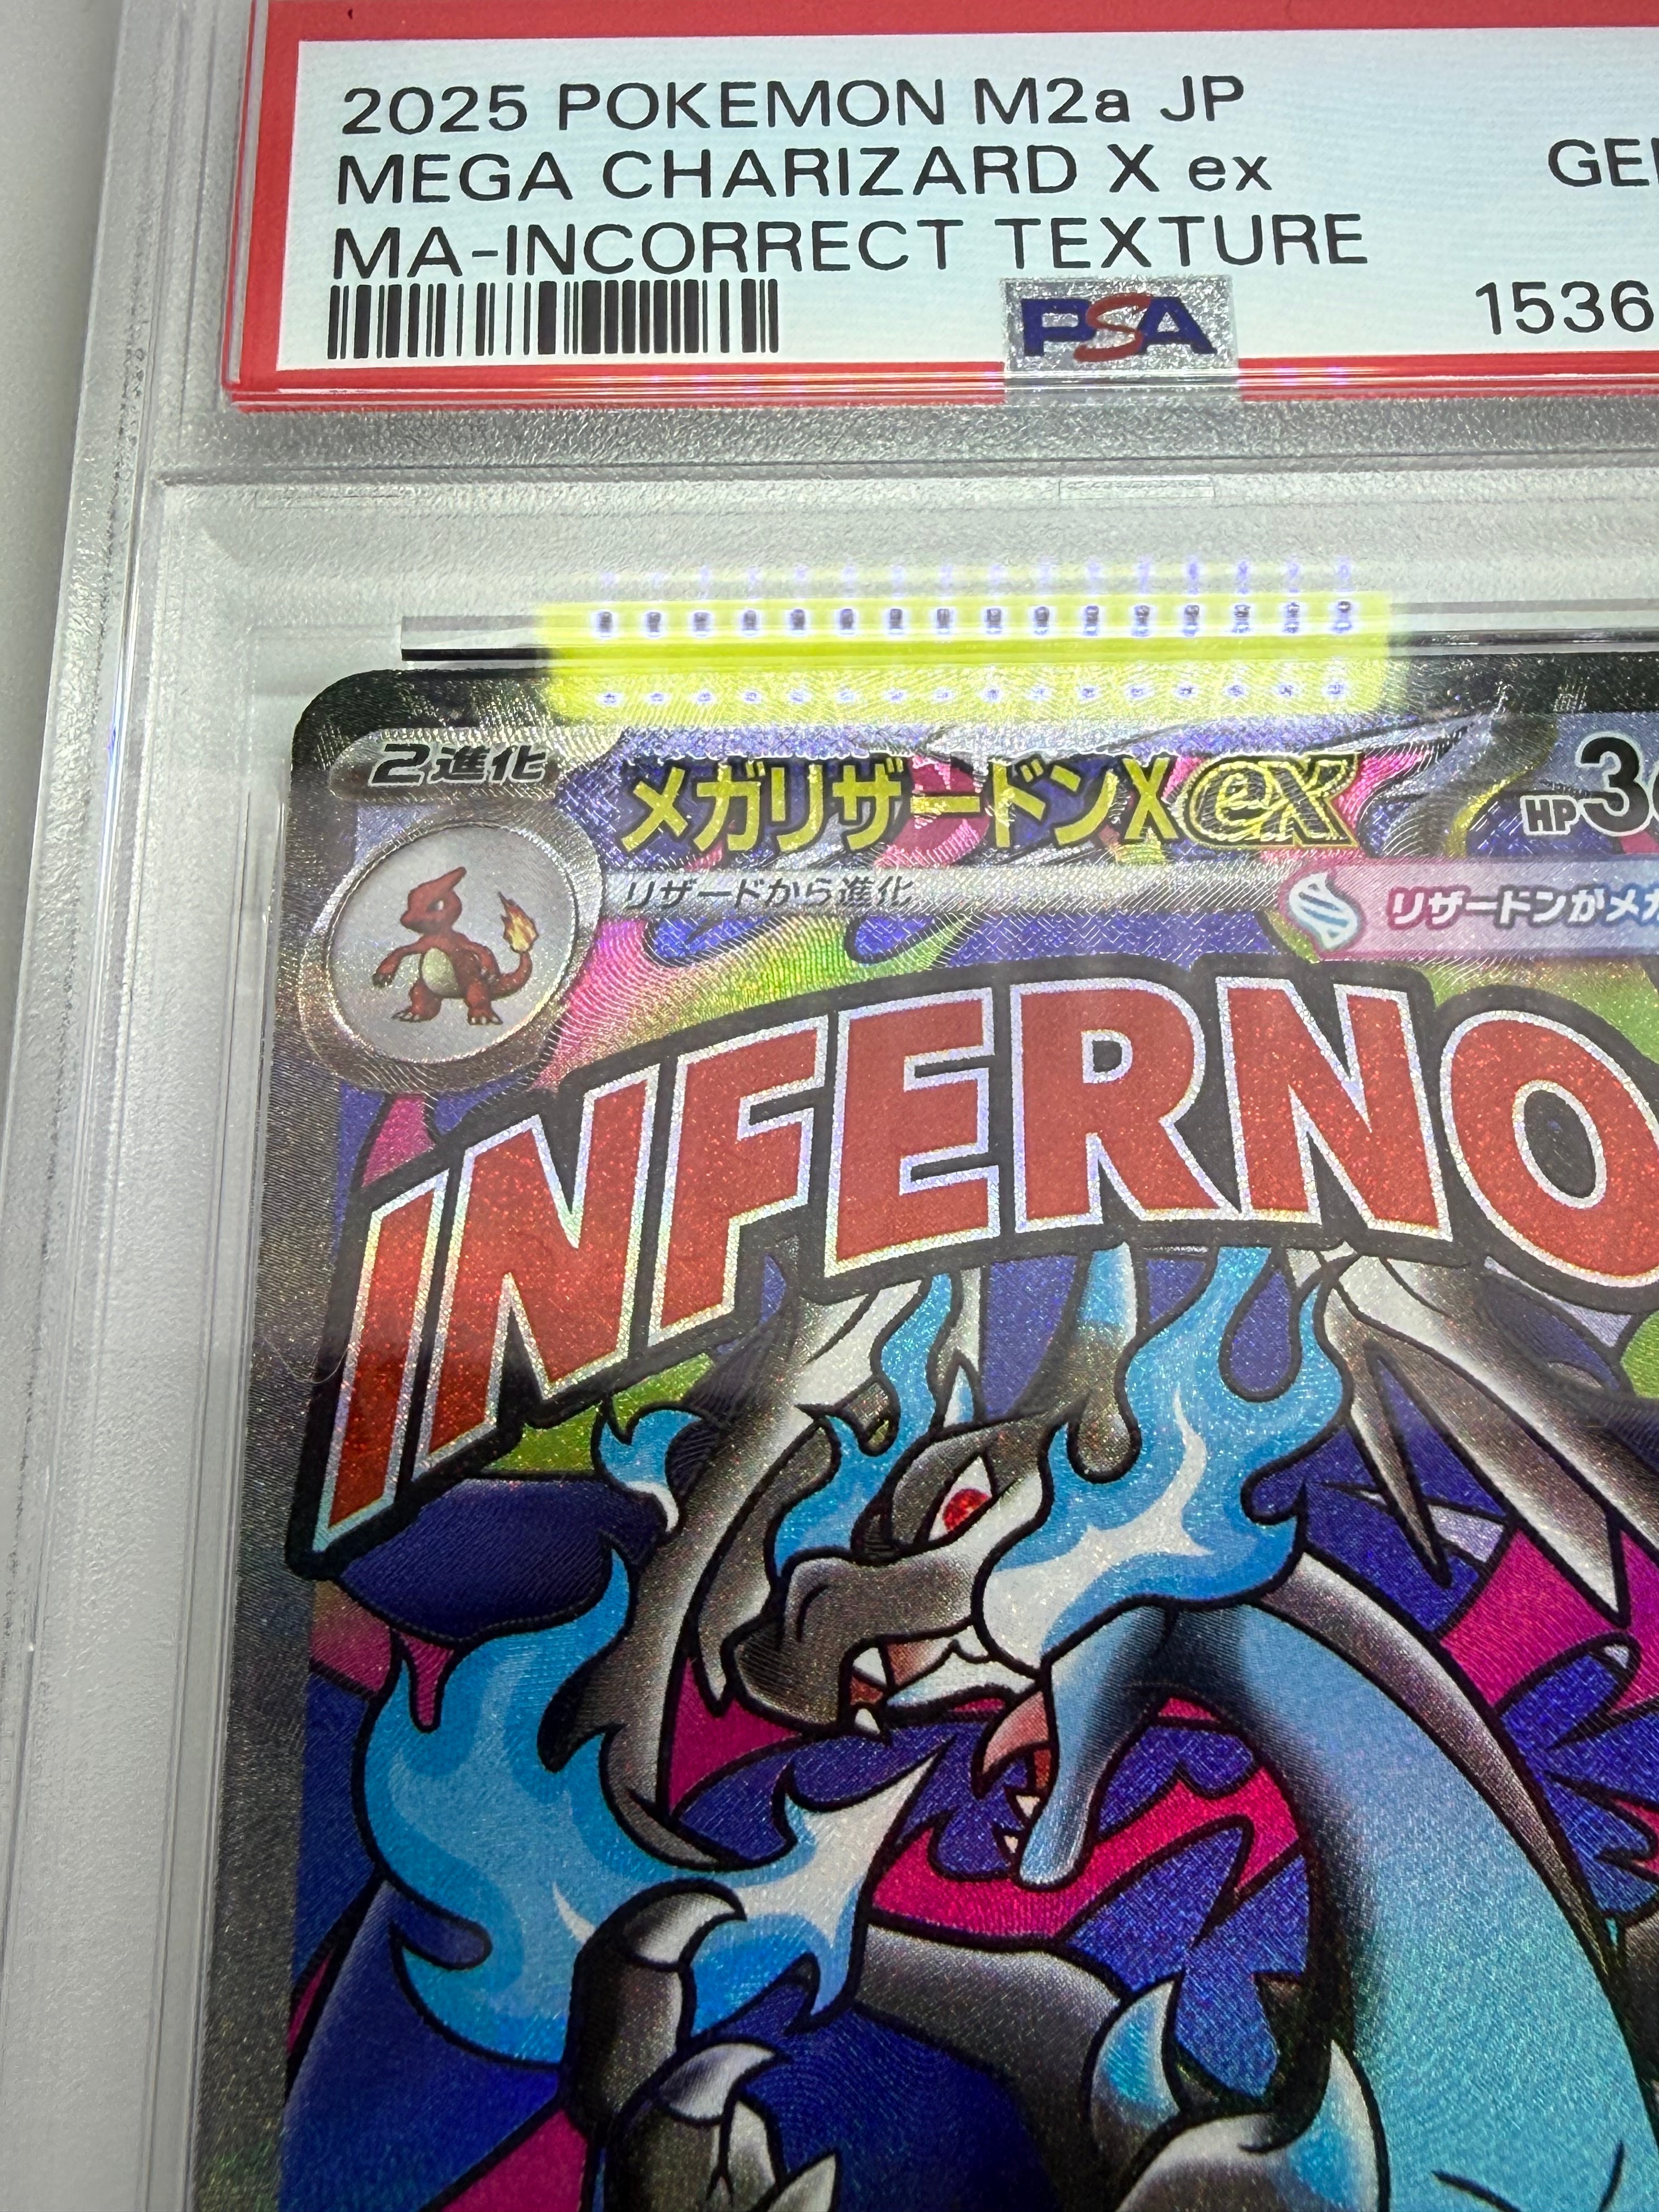 2025 POKEMON M2a JP
MEGA CHARIZARD X ex
GE
MA-INCORRECT TEXTURE
PSA
1536
2進化
メガリザードンXex
HP3
リザードから進化
リザードンがメガ
INFERNO